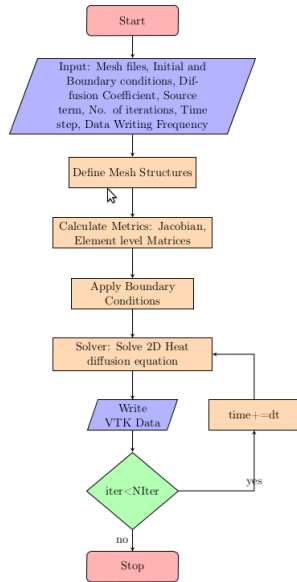 Start
Input: Mesh files, Initial and
Boundary conditions, Dif-
fusion Coefficient, Source
term, No. of iterations, Time
step, Data Writing Frequency
Define Mesh Structures
Calculate Metrics: Jacobian,
Element level Matrices
Apply Boundary
Conditions
Solver: Solve 2D Heat
diffusion equation
Write
VTK Data
time+=dt
iter<NIter
yes
no
Stop